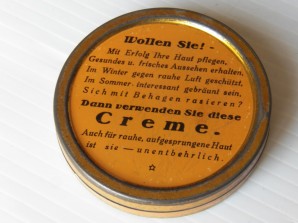 Wollen Sie! -
Mit Erfolg Ihre Haut pflegen,
Gesundes u. frisches Aussehen erhalten,
Im Winter gegen rauhe Luft geschützt,
Im Sommer interessant gebräunt sein,
Sich mit Behagen rasieren?
Dann verwenden Sie diese
Creme.-
Auch für rauhe, aufgesprungene Haut
ist sie — unentbehrlich.